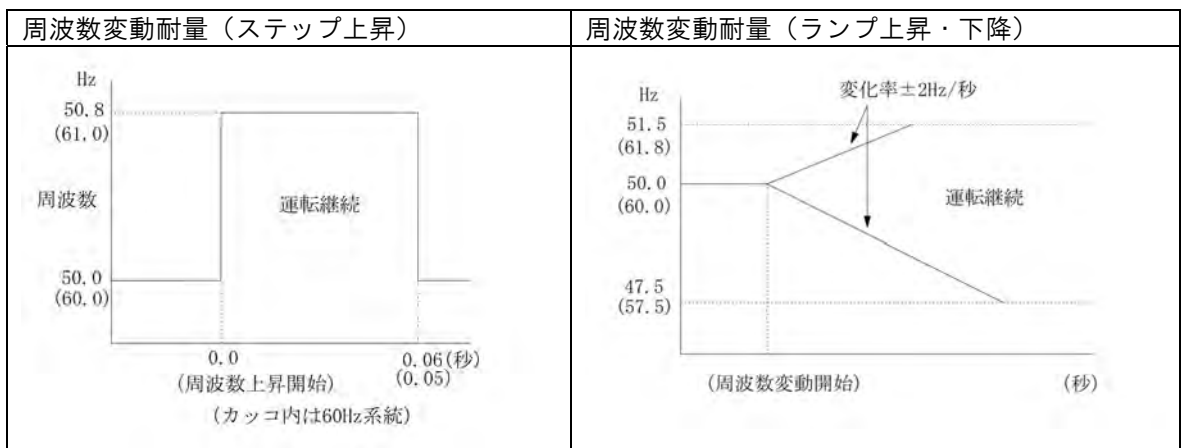 周波数変動耐量（ステップ上昇）
周波数変動耐量（ランプ上昇・下降）
Hz
50.8
(61.0)
周波数
運転継続
50.0
(60.0)
0.0
0.06(秒)
(周波数上昇開始)
(0.05)
(カッコ内は60Hz系統)
変化率±2Hz/秒
Hz
51.5
(61.8)
50.0
(60.0)
運転継続
47.5
(57.5)
(周波数変動開始)
(秒)